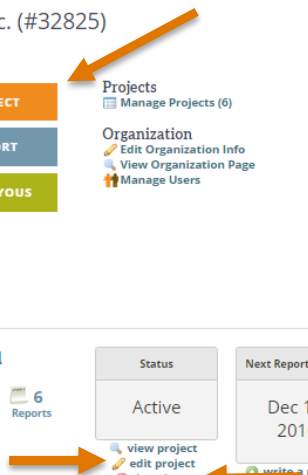 c. (#32825)
ECT
Projects
Manage Projects (6)
ORT
Organization
Edit Organization Info
View Organization Page
YOUS
Manage Users
Status
Next Report
6
Reports
Active
Dec 1
201
view project
edit project
write a